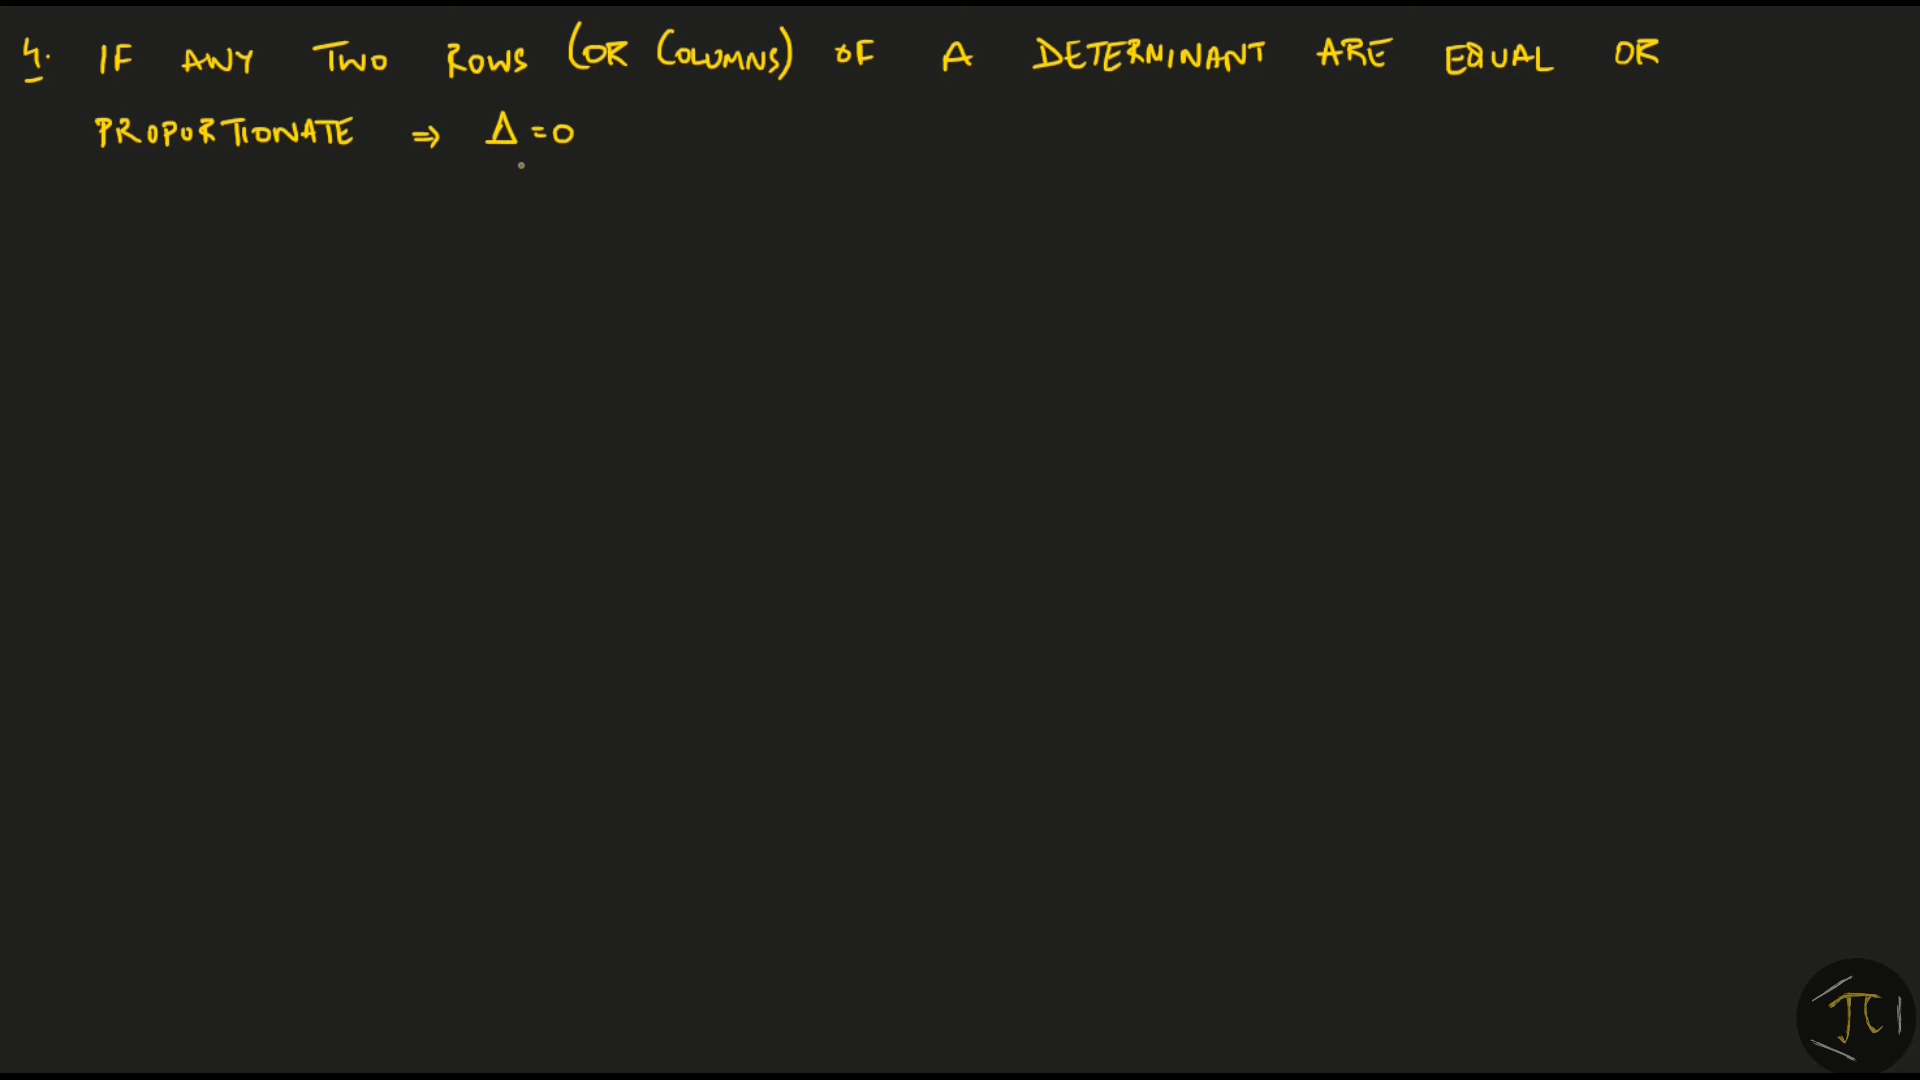 4. IF ANY TWO ROWS (OR COLUMNS) OF A DETERMINANT ARE EQUAL OR
PROPORTIONATE ⇒ Δ = 0
π